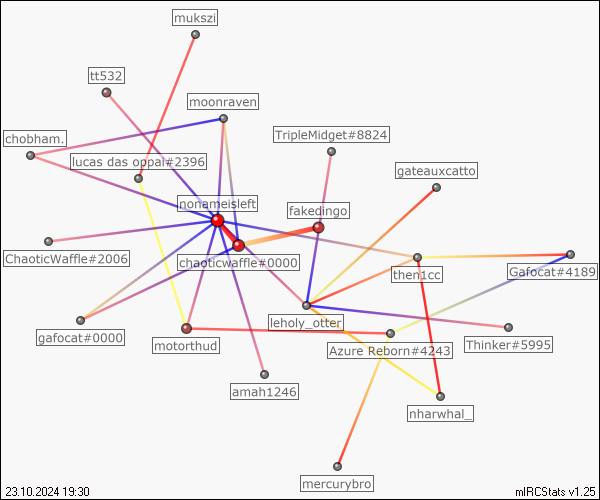 mukszi
tt532
moonraven
chobham.
TripleMidget#8824
lucas das oppai#2396
gateauxcatto
nonameisleft
fakedingo
ChaoticWaffle#2006
chaoticwaffle#0000
then1cc
Gafocat#4189
gafocat#0000
leholy_otter
motorthud
Azure Reborn#4243
Thinker#5995
amah1246
nharwhal_
mercurybro
23.10.2024 19:30
mIRCStats v1.25